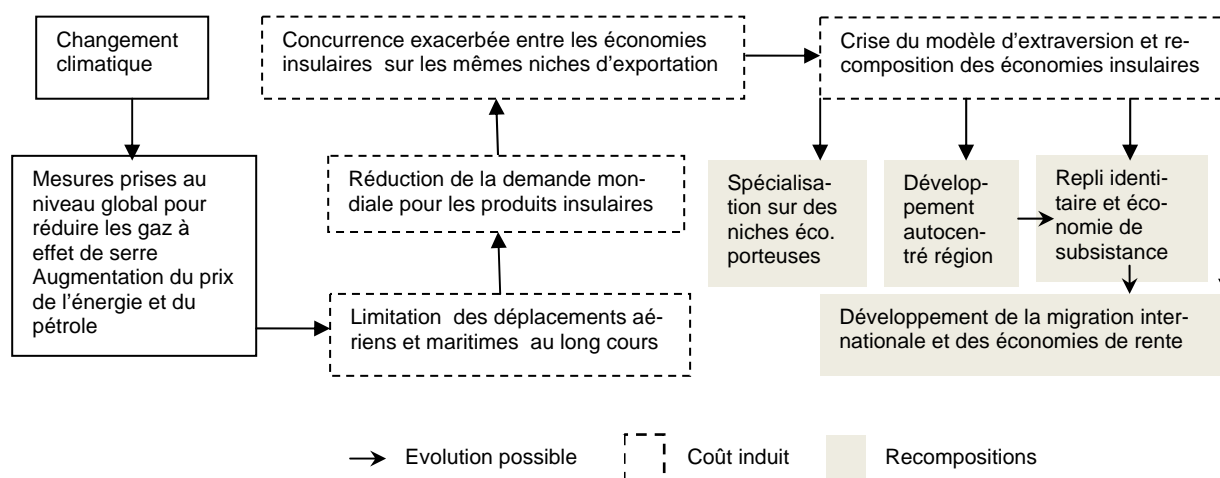 Changement
climatique
Mesures prises au
niveau global pour
réduire les gaz à
effet de serre
Augmentation du prix
de l’énergie et du
pétrole
Limitation des déplacements aé-
riens et maritimes au long cours
Réduction de la demande mon-
diale pour les produits insulaires
Concurrence exacerbée entre les économies
insulaires sur les mêmes niches d’exportation
Crise du modèle d’extraversion et re-
composition des économies insulaires
Spécialisa-
tion sur des
niches éco.
porteuses
Dévelop-
pement
autocen-
tré région
Repli identi-
taire et éco-
nomie de
subsistance
Développement de la migration inter-
nationale et des économies de rente
Evolution possible
Coût induit
Recompositions